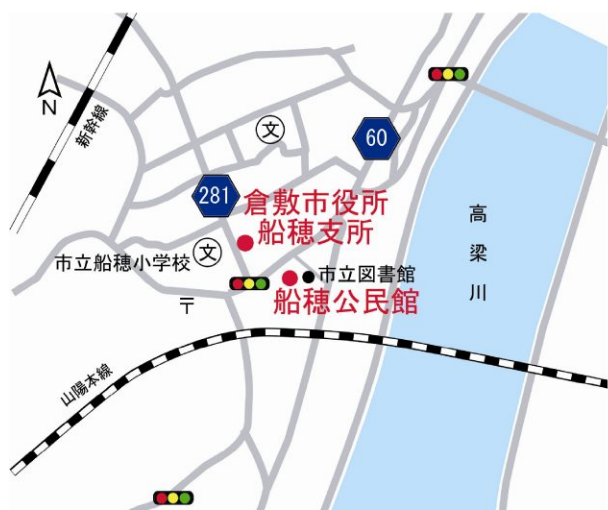 N
新幹線
文
60
281
倉敷市役所
船穂支所
高梁川
市立船穂小学校
文
市立図書館
船穂公民館
〒
山陽本線